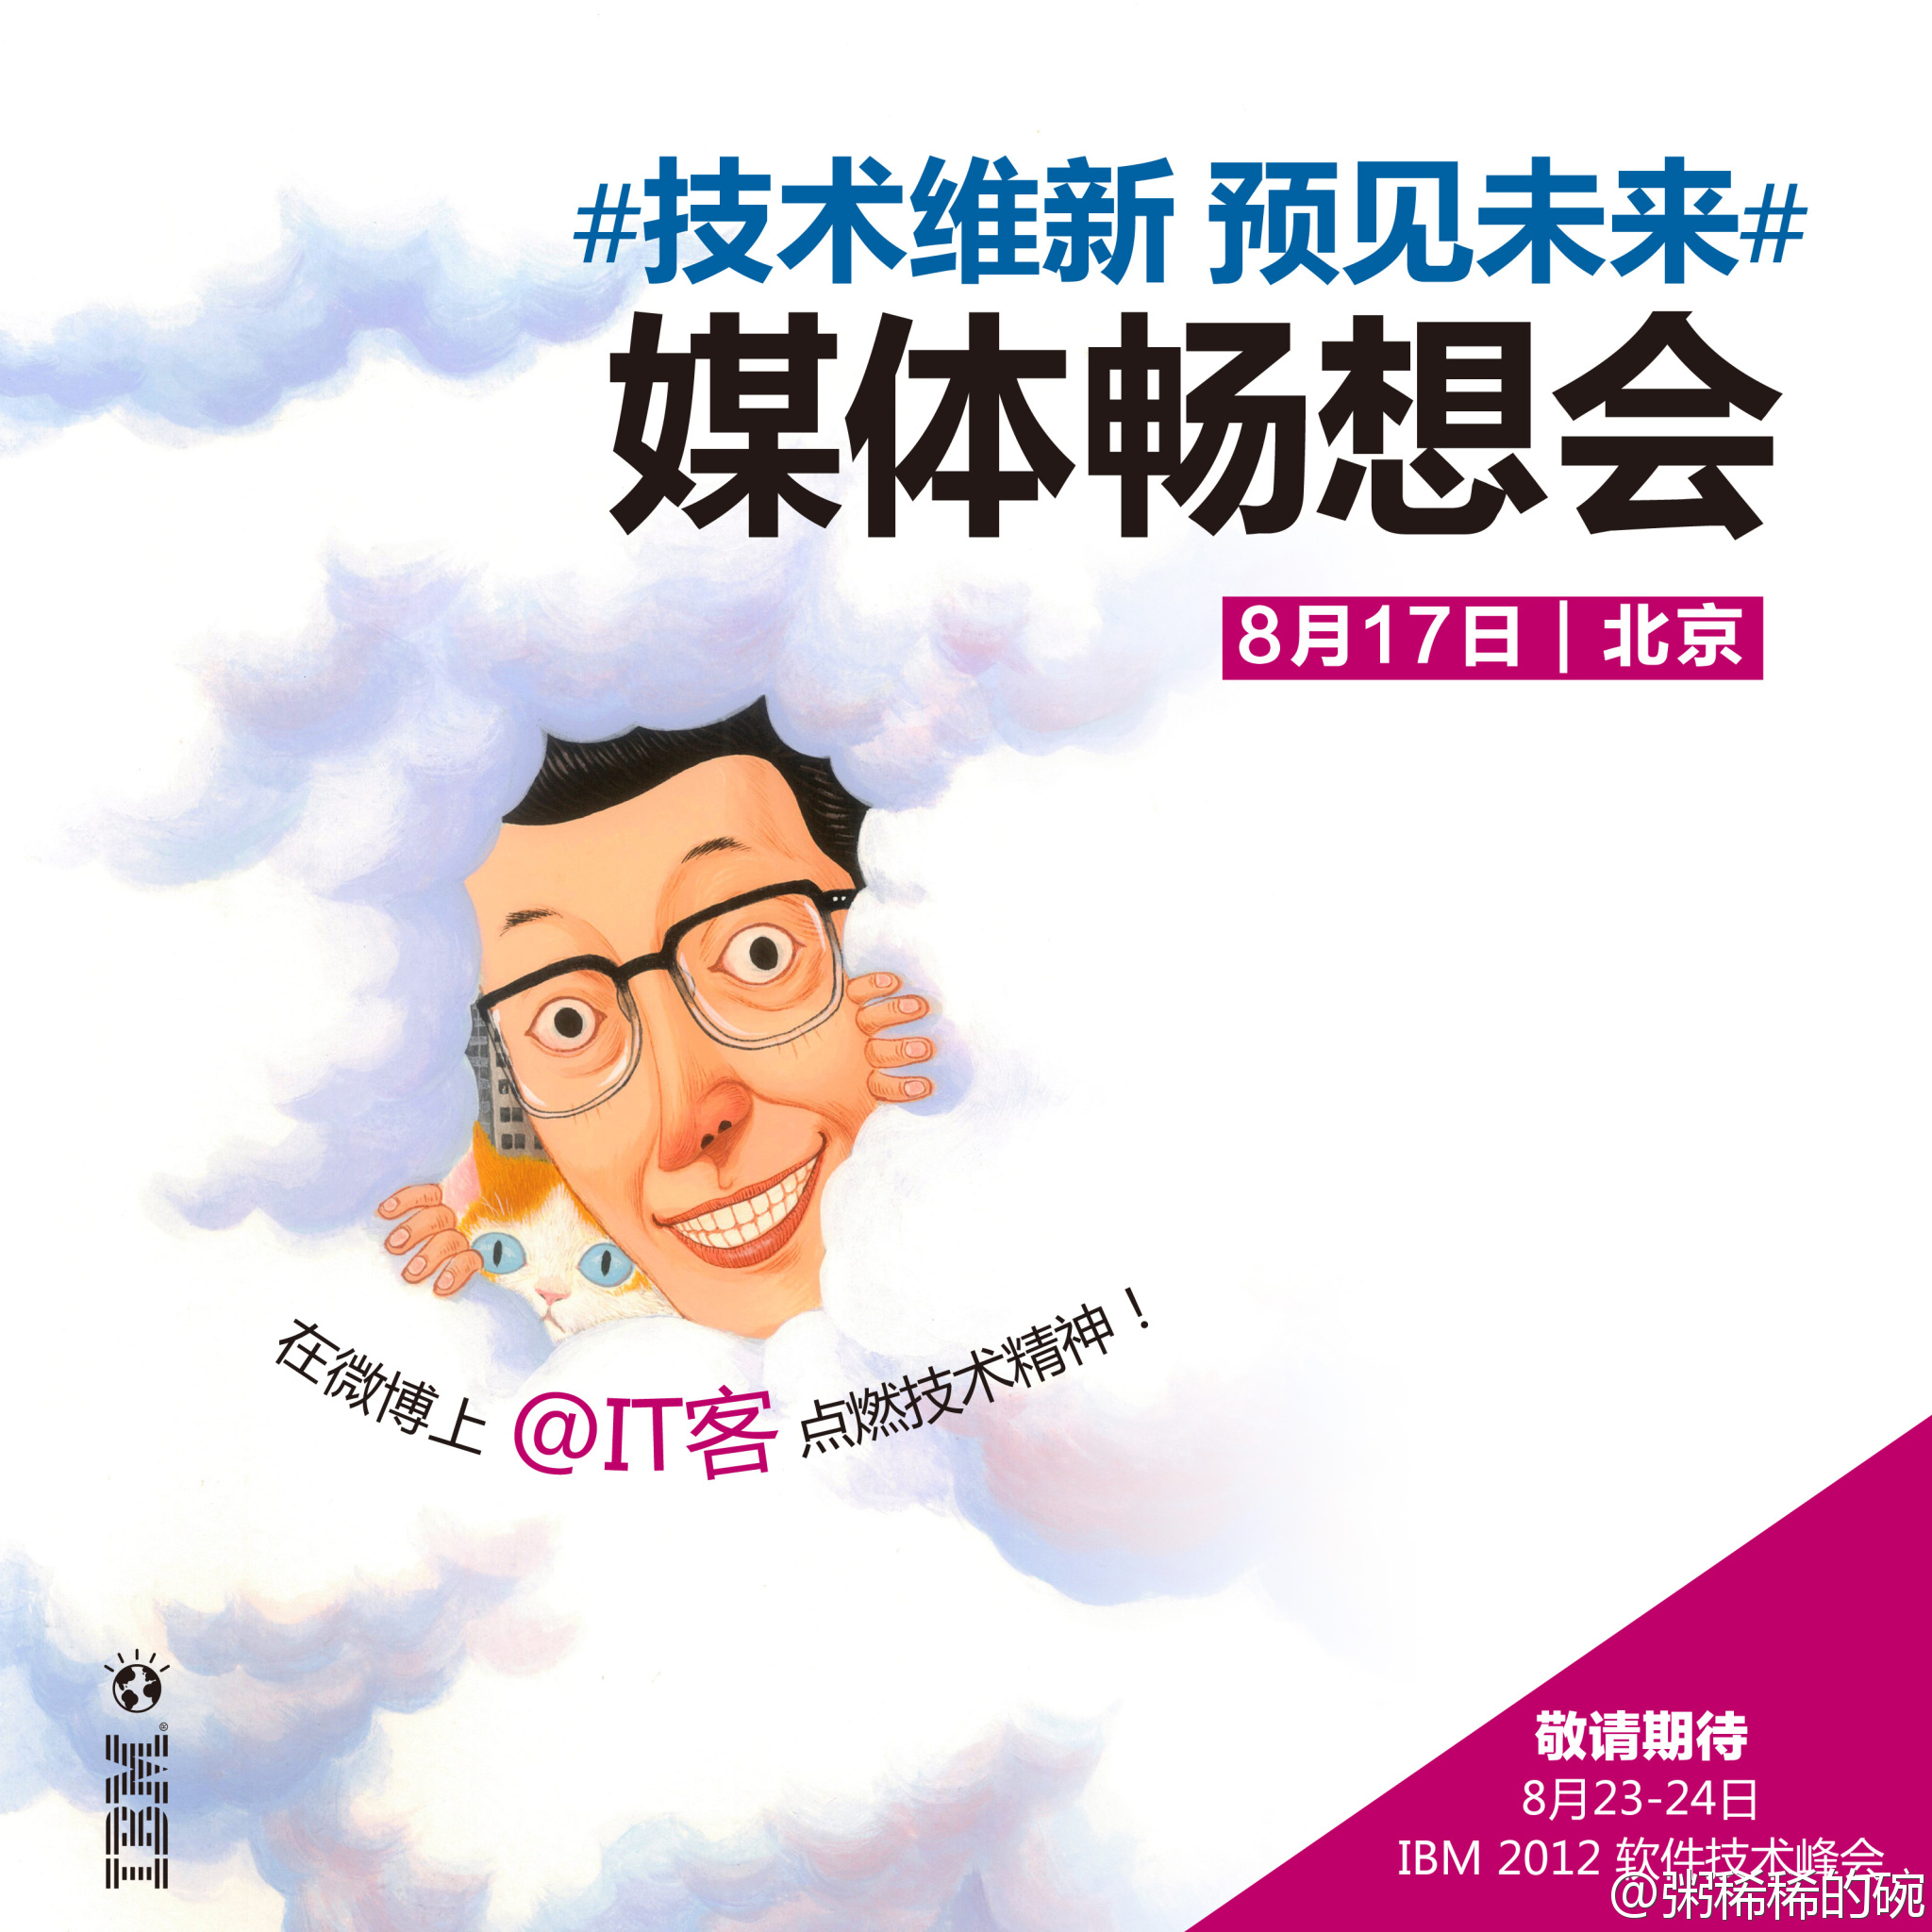 #技术维新 预见未来#
媒体畅想会
8月17日｜北京
在微博上 @IT客 点燃技术精神！
IBM®
敬请期待
8月23-24日
IBM 2012 软件技术峰会
@粥稀稀的碗